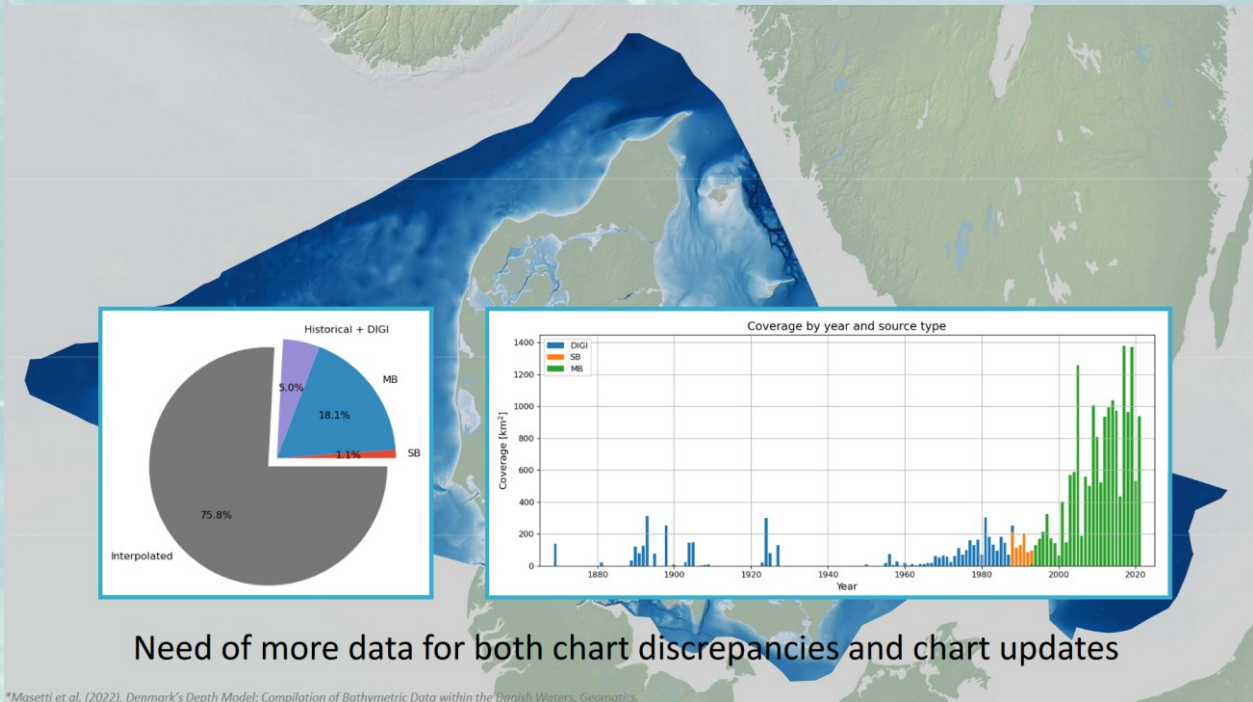 Historical + DIGI
MB
SB
5.0%
18.1%
1.1%
75.8%
Interpolated
Coverage by year and source type
DIGI
SB
MB
Coverage [km²]
1400
1200
1000
800
600
400
200
0
1880
1900
1920
1940
1960
1980
2000
2020
Year
Need of more data for both chart discrepancies and chart updates
*Masetti et al. (2022). Denmark's Depth Model: Compilation of Bathymetric Data within the Danish Waters, Geomatics.